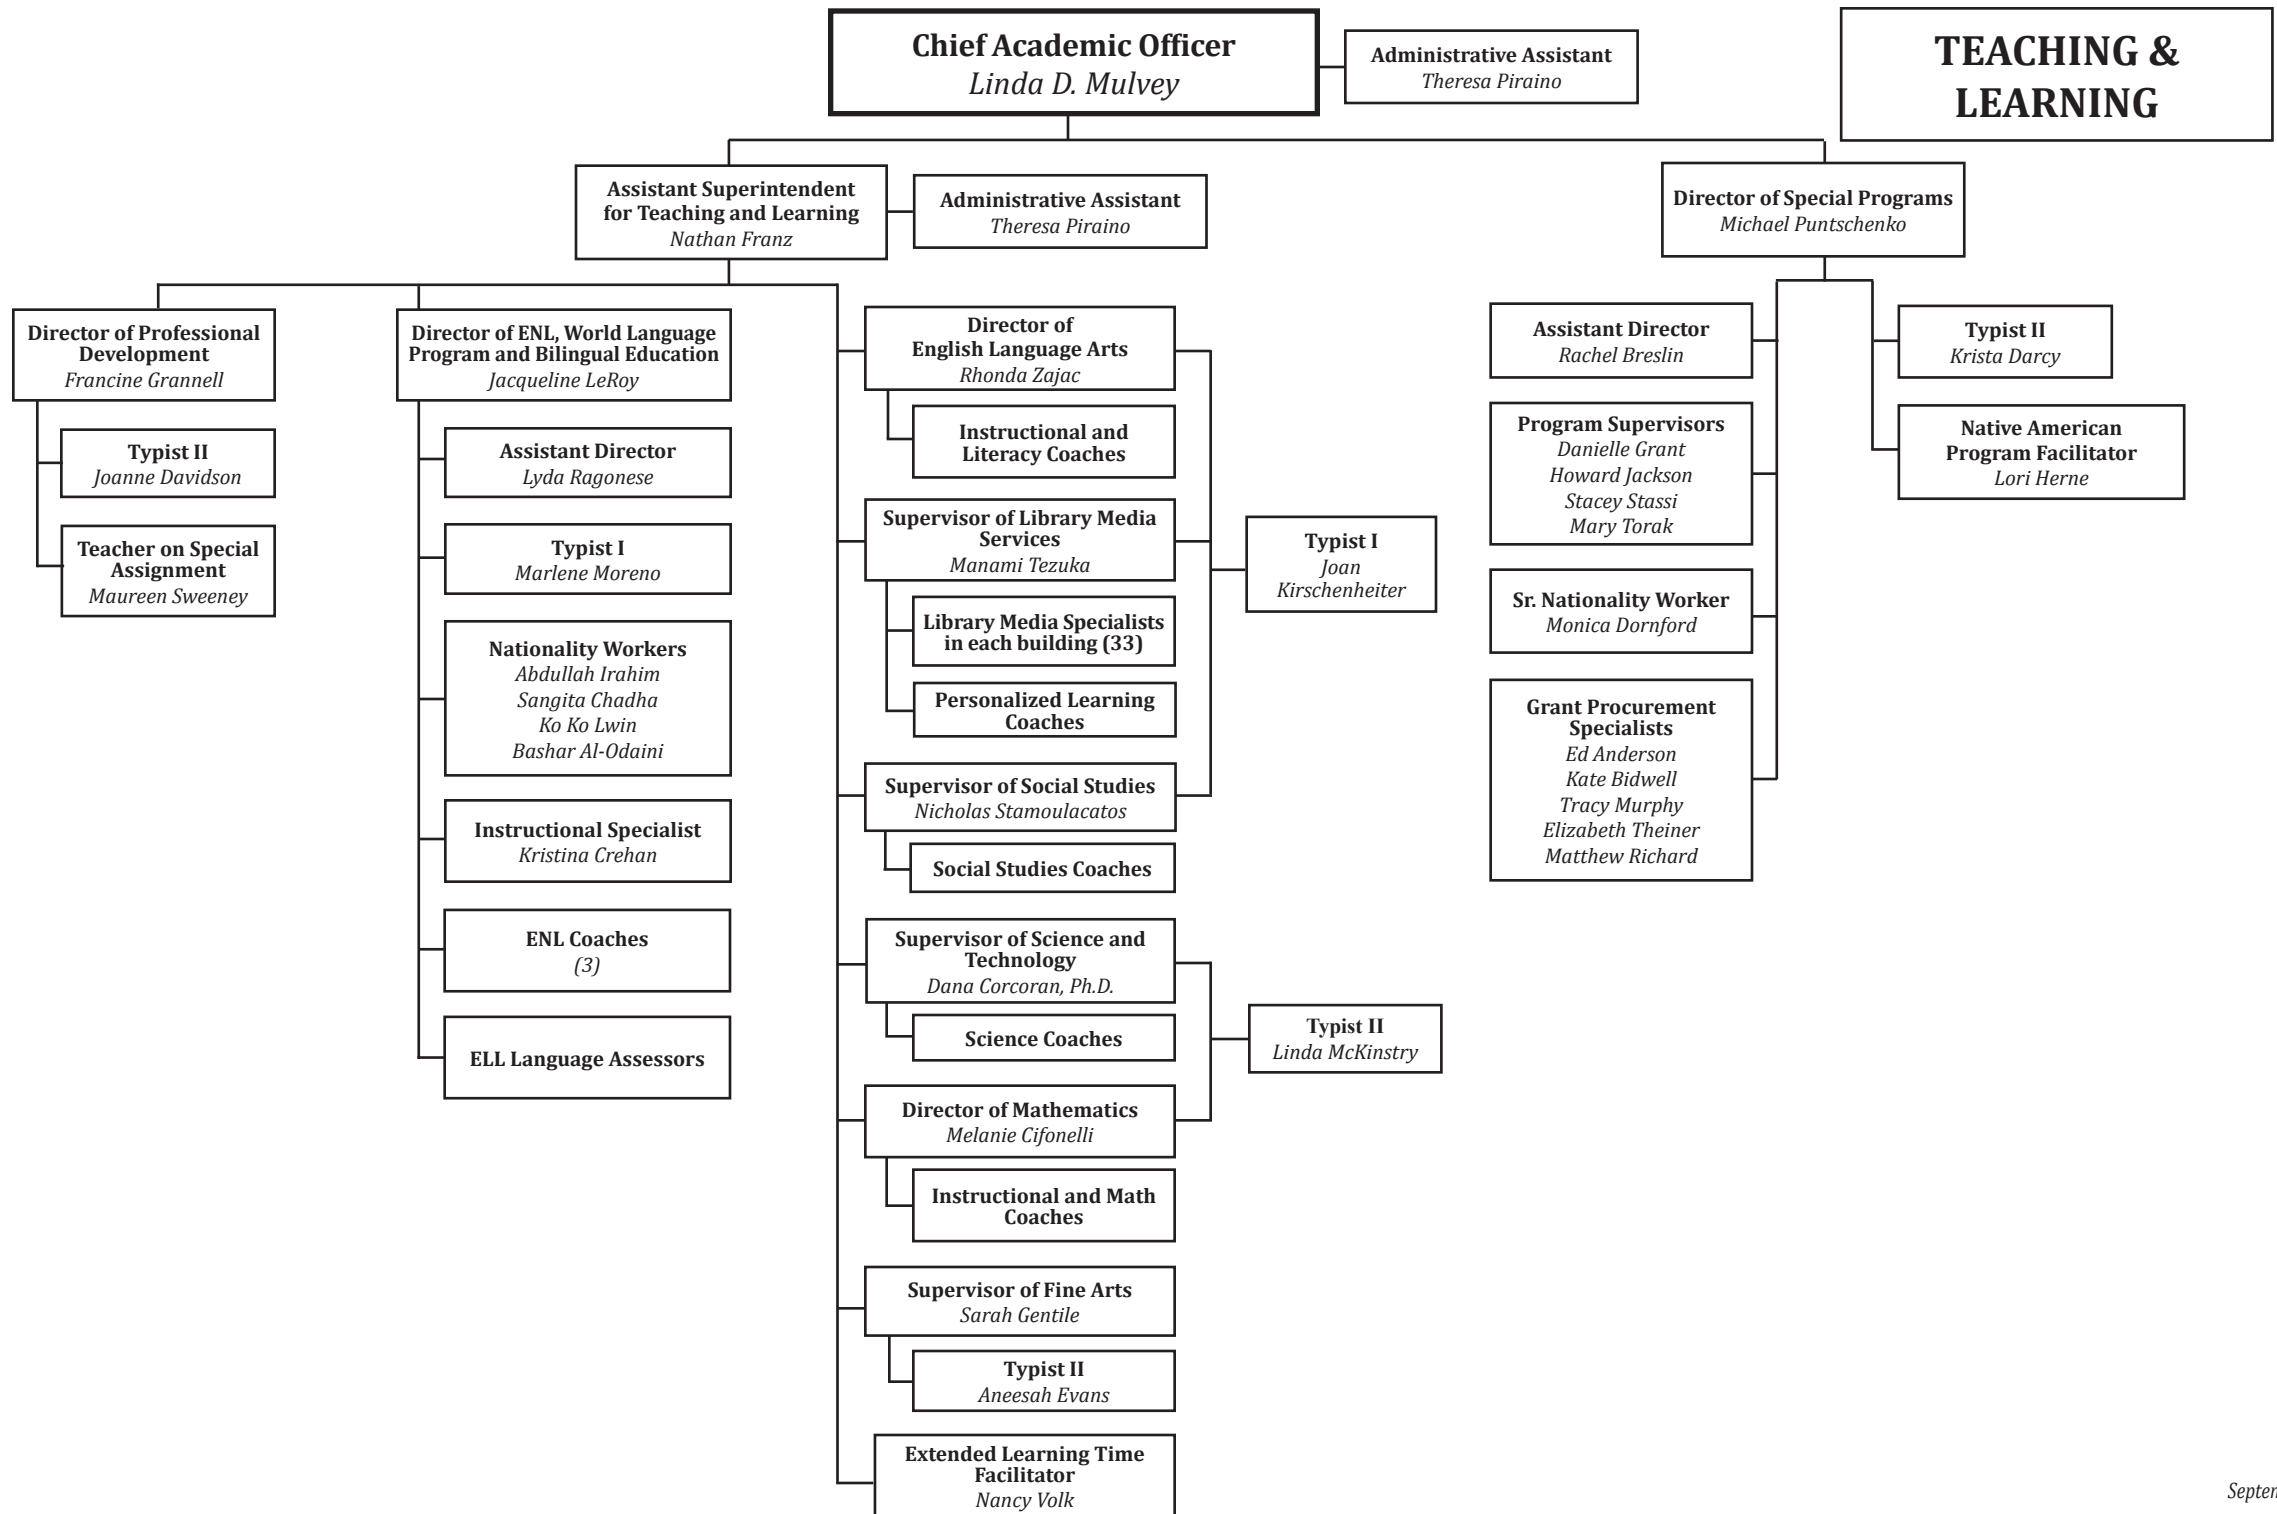 Chief Academic Officer
Linda D. Mulvey
Administrative Assistant
Theresa Piraino
TEACHING &
LEARNING
Assistant Superintendent
for Teaching and Learning
Nathan Franz
Administrative Assistant
Theresa Piraino
Director of Special Programs
Michael Puntschenko
Director of Professional
Development
Francine Grannell
Typist II
Joanne Davidson
Teacher on Special
Assignment
Maureen Sweeney
Director of ENL, World Language
Program and Bilingual Education
Jacqueline LeRoy
Assistant Director
Lyda Ragonese
Typist I
Marlene Moreno
Nationality Workers
Abdullah Irahim
Sangita Chadha
Ko Ko Lwin
Bashar Al-Odaini
Instructional Specialist
Kristina Crehan
ENL Coaches
(3)
ELL Language Assessors
Director of
English Language Arts
Rhonda Zajac
Instructional and
Literacy Coaches
Supervisor of Library Media
Services
Manami Tezuka
Library Media Specialists
in each building (33)
Personalized Learning
Coaches
Supervisor of Social Studies
Nicholas Stamoulacatos
Social Studies Coaches
Typist I
Joan
Kirschenheiter
Supervisor of Science and
Technology
Dana Corcoran, Ph.D.
Science Coaches
Director of Mathematics
Melanie Cifonelli
Instructional and Math
Coaches
Typist II
Linda McKinstry
Supervisor of Fine Arts
Sarah Gentile
Typist II
Aneesah Evans
Extended Learning Time
Facilitator
Nancy Volk
Assistant Director
Rachel Breslin
Program Supervisors
Danielle Grant
Howard Jackson
Stacey Stassi
Mary Torak
Sr. Nationality Worker
Monica Dornford
Grant Procurement
Specialists
Ed Anderson
Kate Bidwell
Tracy Murphy
Elizabeth Theiner
Matthew Richard
Typist II
Krista Darcy
Native American
Program Facilitator
Lori Herne